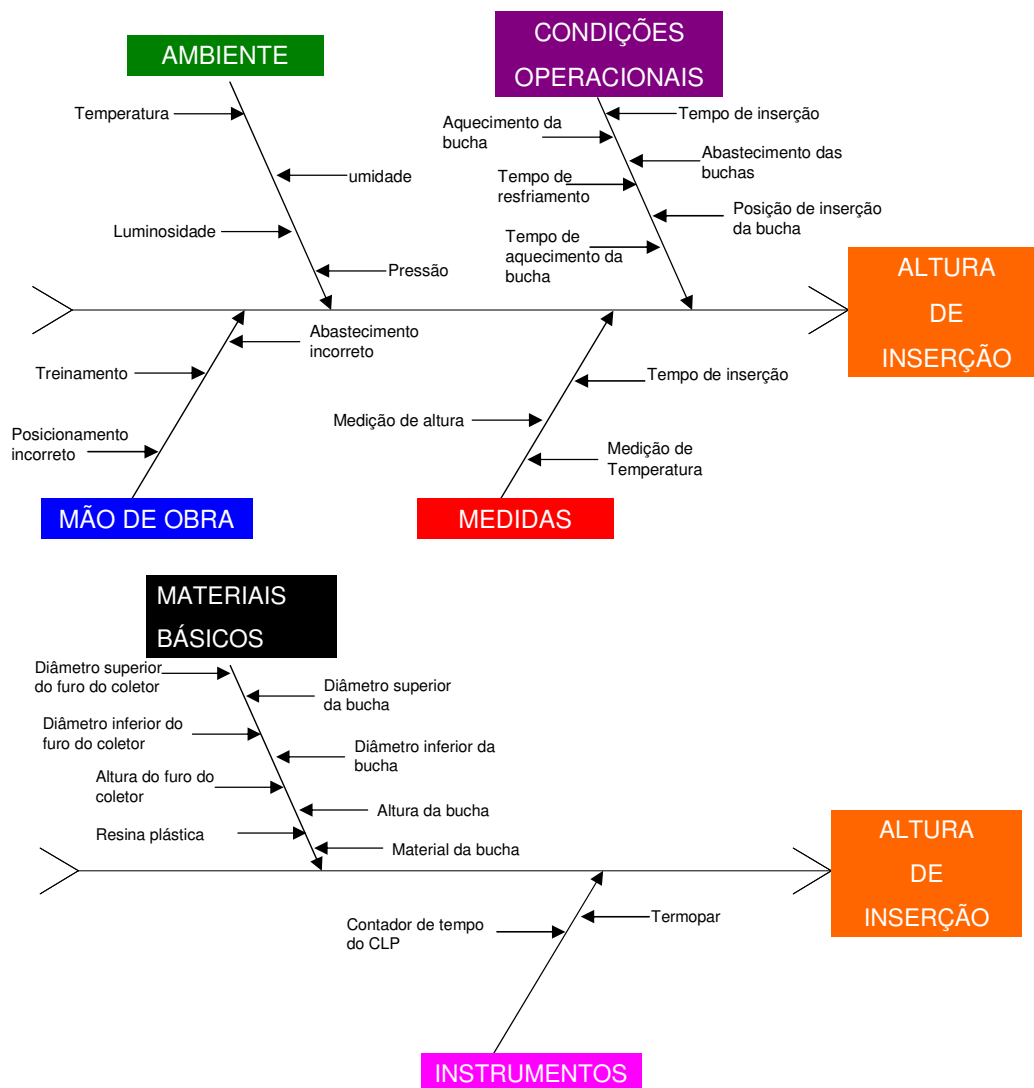 AMBIENTE
CONDIÇÕES
OPERACIONAIS
Temperatura
umidade
Luminosidade
Pressão
Tempo de inserção
Aquecimento da
bucha
Abastecimento das
buchas
Tempo de
resfriamento
Posição de inserção
da bucha
Tempo de
aquecimento da
bucha
ALTURA
DE
INSERÇÃO
Abastecimento
incorreto
Treinamento
Posicionamento
incorreto
MÃO DE OBRA
Tempo de inserção
Medição de altura
Medição de
Temperatura
MEDIDAS
MATERIAIS
BÁSICOS
Diâmetro superior
do furo do coletor
Diâmetro superior
da bucha
Diâmetro inferior do
furo do coletor
Diâmetro inferior da
bucha
Altura do furo do
coletor
Altura da bucha
Resina plástica
Material da bucha
ALTURA
DE
INSERÇÃO
Contador de tempo
do CLP
Termopar
INSTRUMENTOS